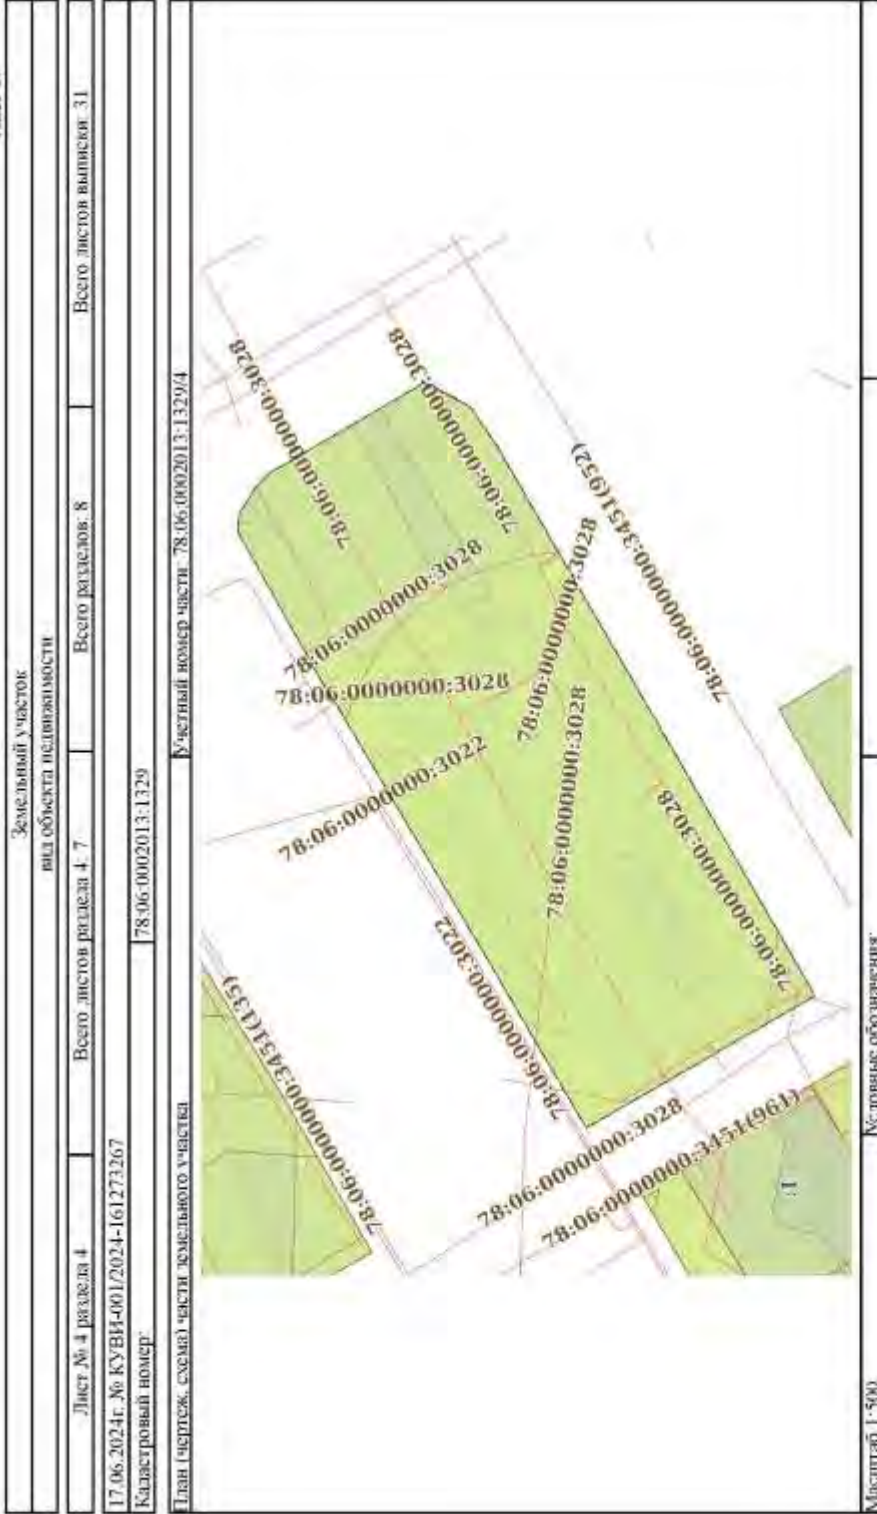 Земельный участок
вид объекта недвижимости
Лист № 4 раздела 4
Всего листов раздела 4: 7
Всего разделов: 8
Всего листов выписки: 31
17.06.2024г. № КУВИ-001/2024-161273267
Кадастровый номер:
78:06:0002013:1329
План (чертеж, схема) части земельного участка
Учетный номер части: 78:06:0002013:1329/4
78:06:0000000:3451(135)
78:06:0000000:3022
78:06:0000000:3022
78:06:0000000:3028
78:06:0000000:3028
78:06:0000000:3028
78:06:0000000:3028
78:06:0000000:3028
78:06:0000000:3028
78:06:0000000:3451(952)
78:06:0000000:3028
78:06:0000000:3028
78:06:0000000:3451(961)
:1
Масштаб 1:500
Условные обозначения: